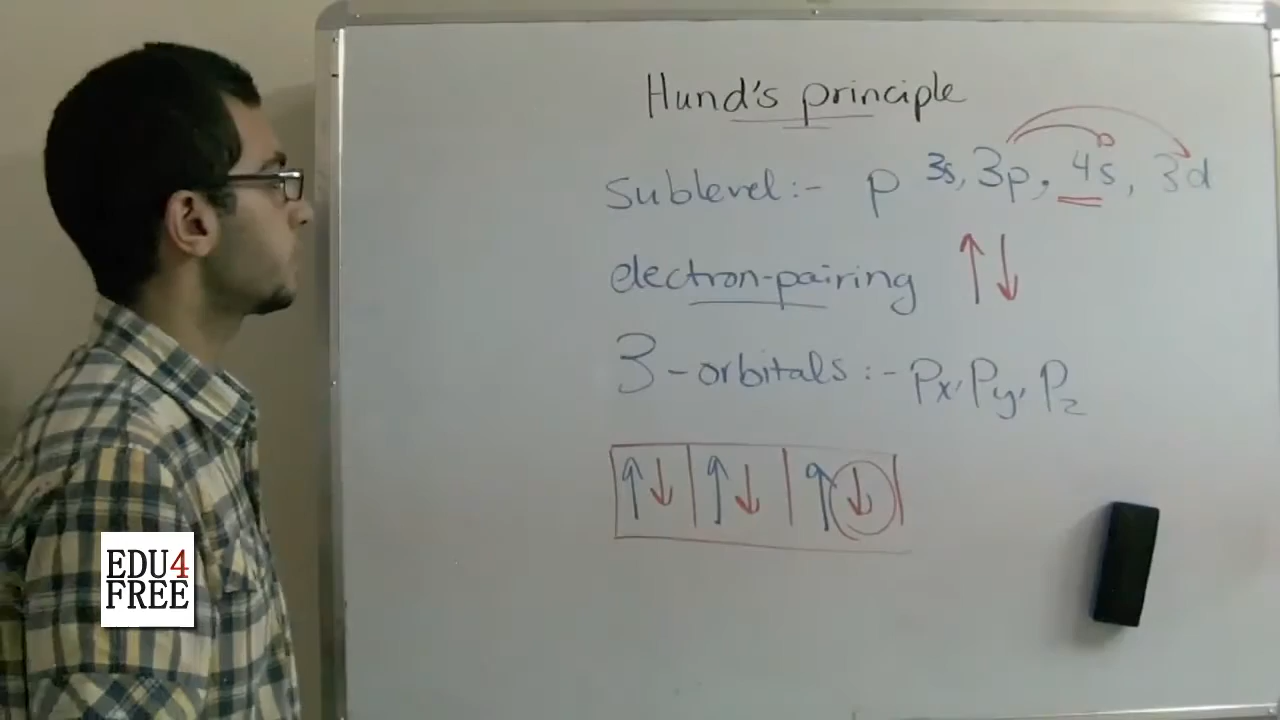 Hund's principle
Sublevel:- p 3s, 3p, 4s, 3d
electron-pairing ↑↓
3-orbitals:- Px, Py, Pz
↑↓ ↑↓ ↑↓
EDU4
FREE